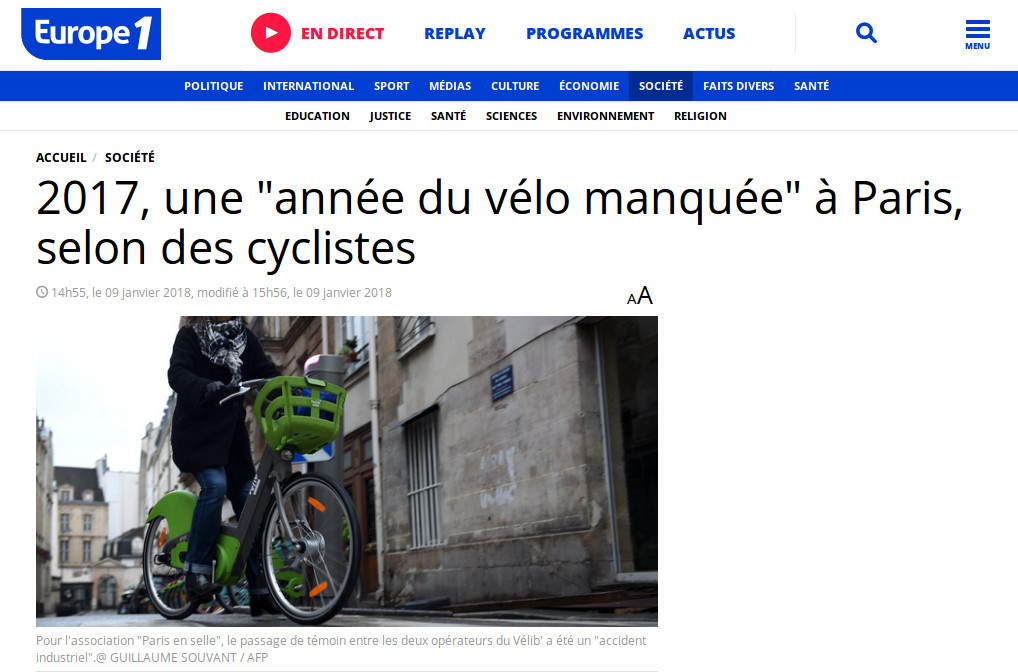 Europe 1
EN DIRECT
REPLAY
PROGRAMMES
ACTUS
MENU
POLITIQUE
INTERNATIONAL
SPORT
MÉDIAS
CULTURE
ÉCONOMIE
SOCIÉTÉ
FAITS DIVERS
SANTÉ
EDUCATION
JUSTICE
SANTÉ
SCIENCES
ENVIRONNEMENT
RELIGION
ACCUEIL / SOCIÉTÉ
2017, une "année du vélo manquée" à Paris,
selon des cyclistes
14h55, le 09 janvier 2018, modifié à 15h56, le 09 janvier 2018
AA
Pour l'association "Paris en selle", le passage de témoin entre les deux opérateurs du Vélib' a été un "accident
industriel".@ GUILLAUME SOUVANT / AFP